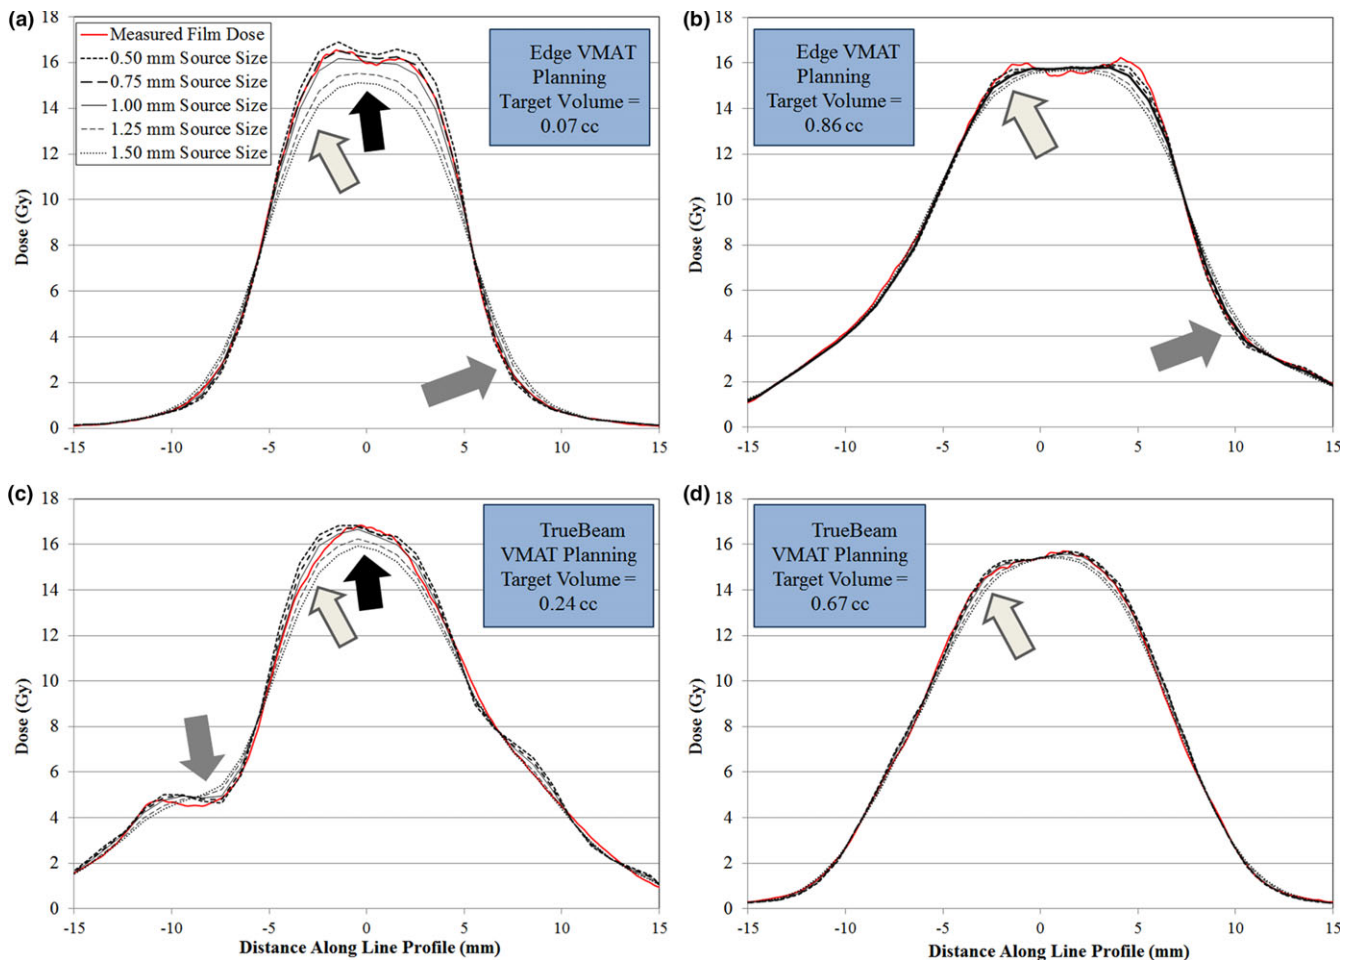 (a)
18
16
14
12
10
8
6
4
2
0
Dose (Gy)
Measured Film Dose
0.50 mm Source Size
0.75 mm Source Size
1.00 mm Source Size
1.25 mm Source Size
1.50 mm Source Size
Edge VMAT
Planning
Target Volume =
0.07 cc
-15 -10 -5 0 5 10 15
(b)
18
16
14
12
10
8
6
4
2
0
Dose (Gy)
Edge VMAT
Planning
Target Volume =
0.86 cc
-15 -10 -5 0 5 10 15
(c)
18
16
14
12
10
8
6
4
2
0
Dose (Gy)
TrueBeam
VMAT Planning
Target Volume =
0.24 cc
-15 -10 -5 0 5 10 15
Distance Along Line Profile (mm)
(d)
18
16
14
12
10
8
6
4
2
0
Dose (Gy)
TrueBeam
VMAT Planning
Target Volume =
0.67 cc
-15 -10 -5 0 5 10 15
Distance Along Line Profile (mm)